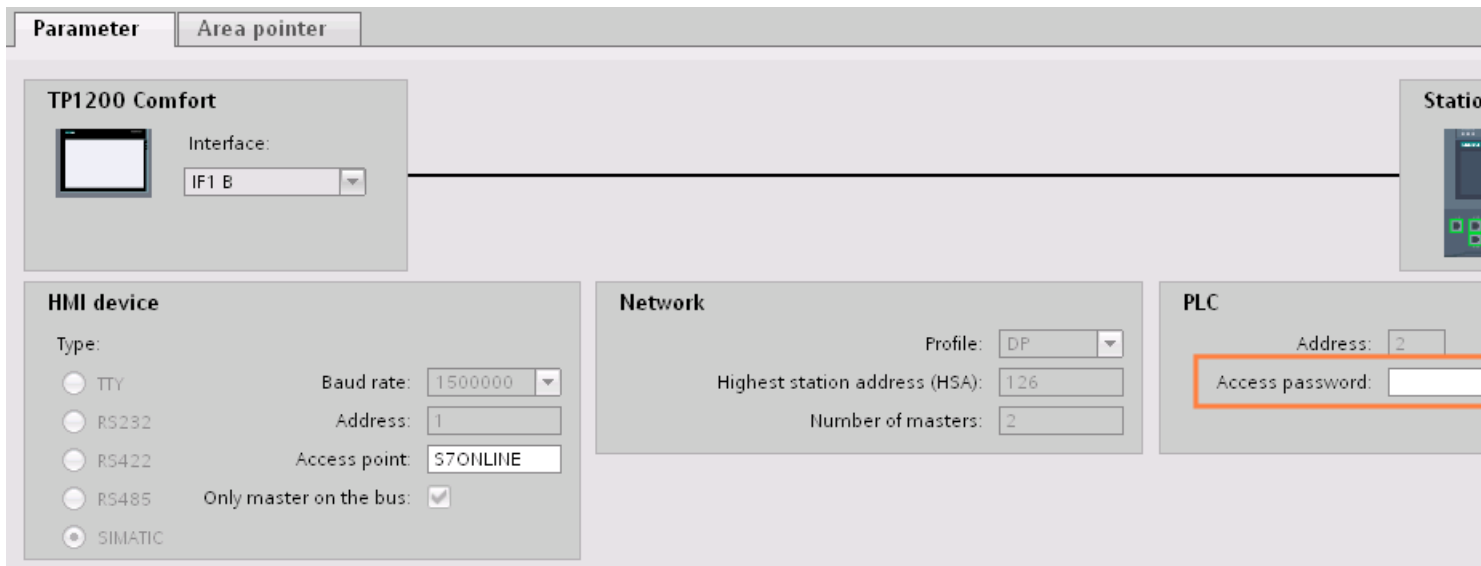 Parameter
Area pointer
TP1200 Comfort
Interface:
IF1 B
Statio
HMI device
Type:
TTY
RS232
RS422
RS485
SIMATIC
Baud rate: 1500000
Address: 1
Access point: S7ONLINE
Only master on the bus:
Network
Profile: DP
Highest station address (HSA): 126
Number of masters: 2
PLC
Address: 2
Access password: